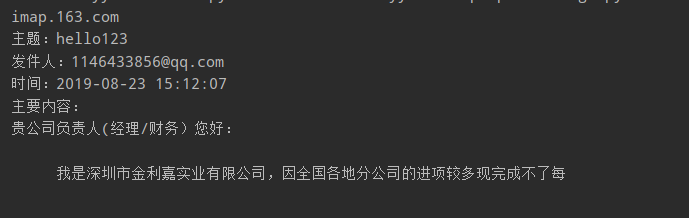 imap.163.com
主题：hello123
发件人：1146433856@qq.com
时间：2019-08-23 15:12:07
主要内容：
贵公司负责人(经理/财务）您好：
我是深圳市金利嘉实业有限公司，因全国各地分公司的进项较多现完成不了每